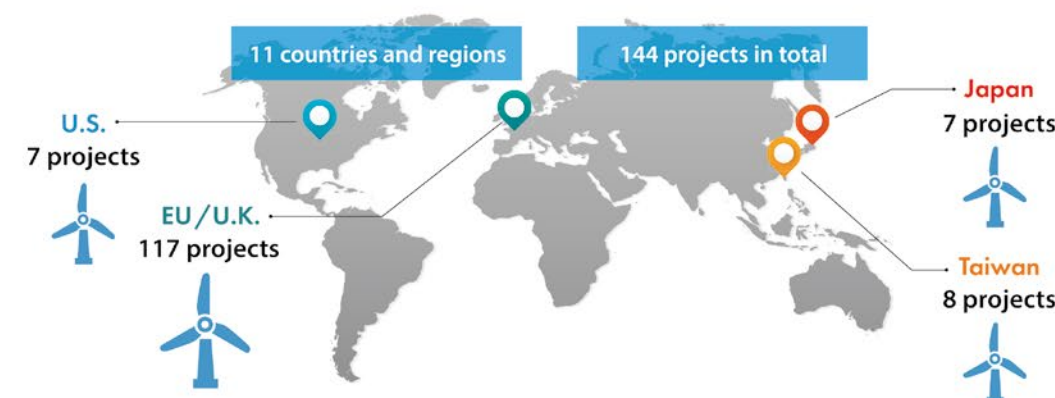 11 countries and regions
144 projects in total
U.S.
7 projects
EU/U.K.
117 projects
Japan
7 projects
Taiwan
8 projects